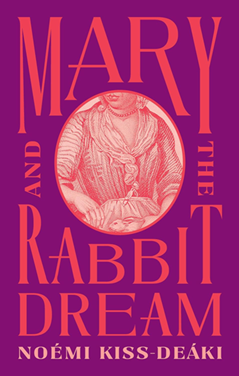 MARY
AND
THE
RABBIT
DREAM
NOÉMI KISS-DEÁKI